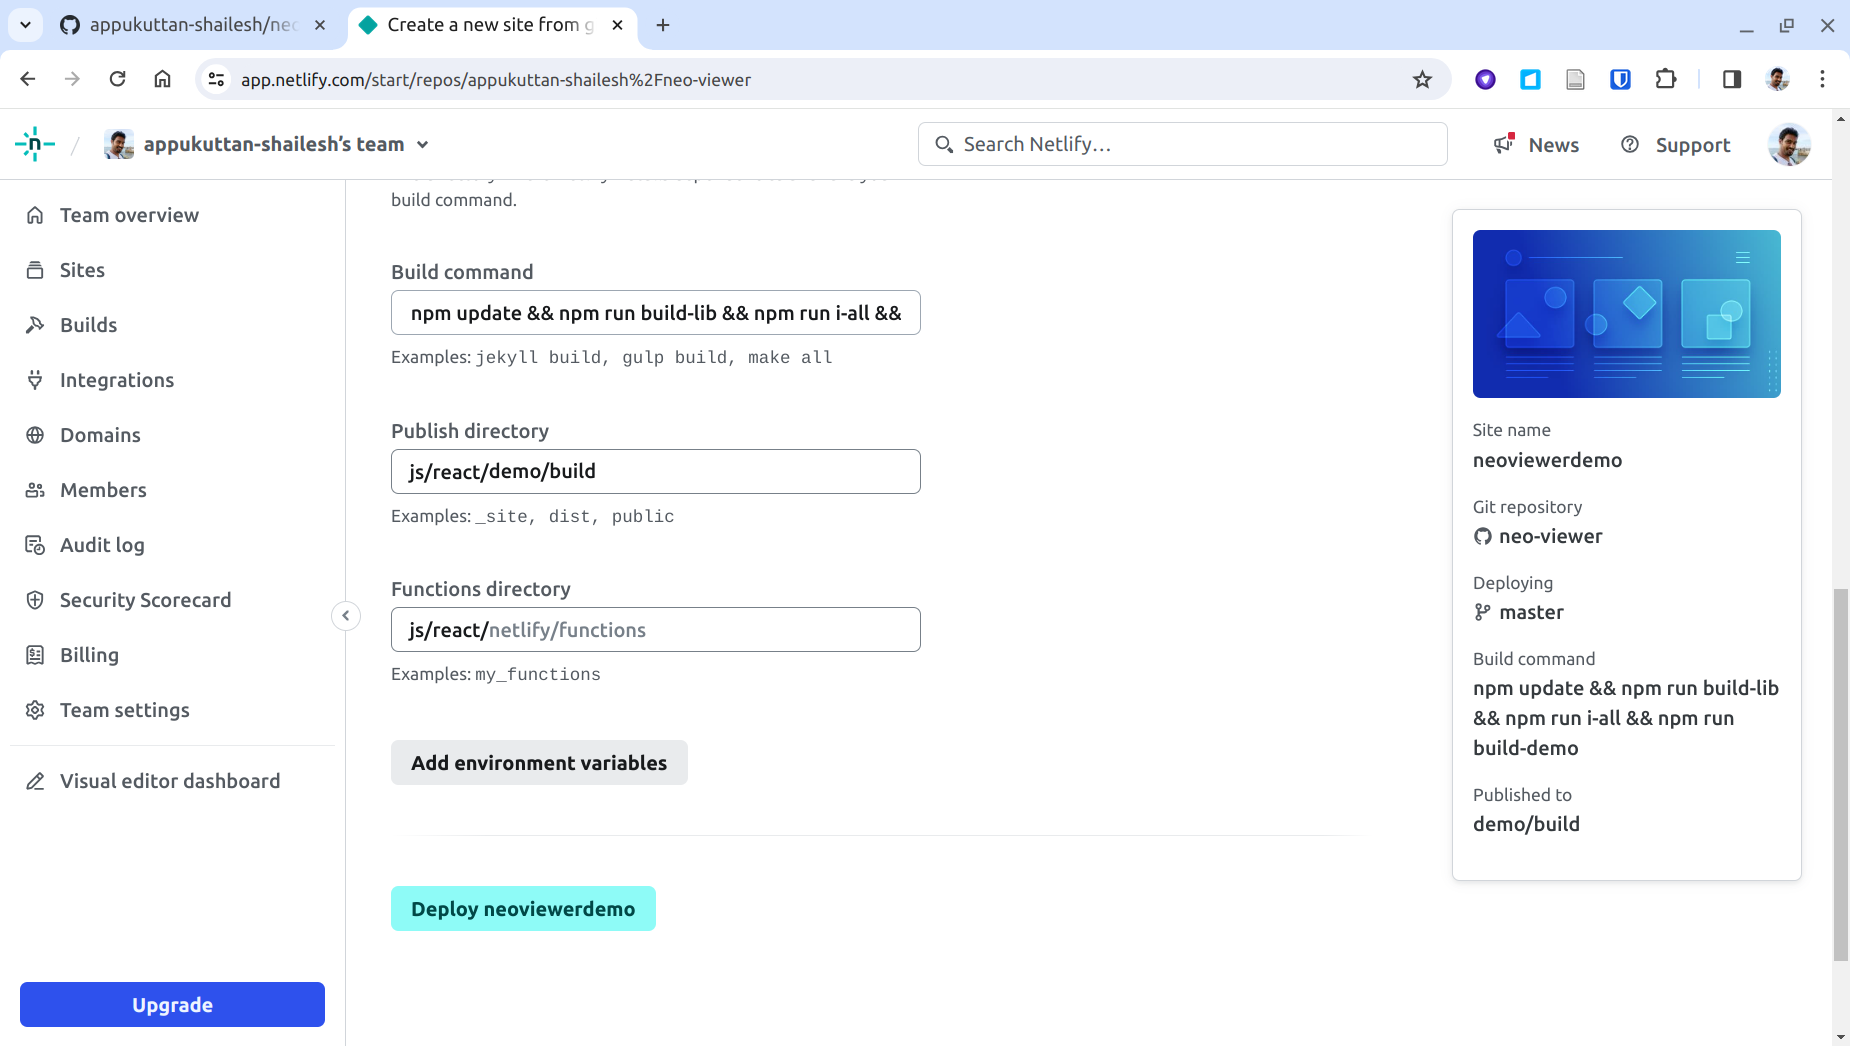 appukuttan-shailesh/neo
Create a new site from g
app.netlify.com/start/repos/appukuttan-shailesh%2Fneo-viewer
appukuttan-shailesh's team
Search Netlify…
News
Support
Team overview
Sites
Builds
Integrations
Domains
Members
Audit log
Security Scorecard
Billing
Team settings
Visual editor dashboard
Upgrade
build command.
Build command
npm update && npm run build-lib && npm run i-all &&
Examples: jekyll build, gulp build, make all
Publish directory
js/react/demo/build
Examples: _site, dist, public
Functions directory
js/react/netlify/functions
Examples: my_functions
Add environment variables
Deploy neoviewerdemo
Site name
neoviewerdemo
Git repository
neo-viewer
Deploying
master
Build command
npm update && npm run build-lib
&& npm run i-all && npm run
build-demo
Published to
demo/build